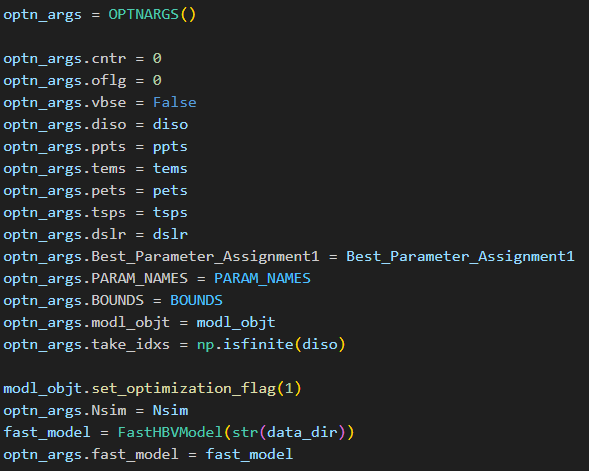 optn_args = OPTNARGS()
optn_args.cntr = 0
optn_args.oflg = 0
optn_args.vbse = False
optn_args.diso = diso
optn_args.ppts = ppts
optn_args.tems = tems
optn_args.pets = pets
optn_args.tsps = tsps
optn_args.dslr = dslr
optn_args.Best_Parameter_Assignment1 = Best_Parameter_Assignment1
optn_args.PARAM_NAMES = PARAM_NAMES
optn_args.BOUNDS = BOUNDS
optn_args.modl_objt = modl_objt
optn_args.take_idxs = np.isfinite(diso)
modl_objt.set_optimization_flag(1)
optn_args.Nsim = Nsim
fast_model = FastHBVModel(str(data_dir))
optn_args.fast_model = fast_model